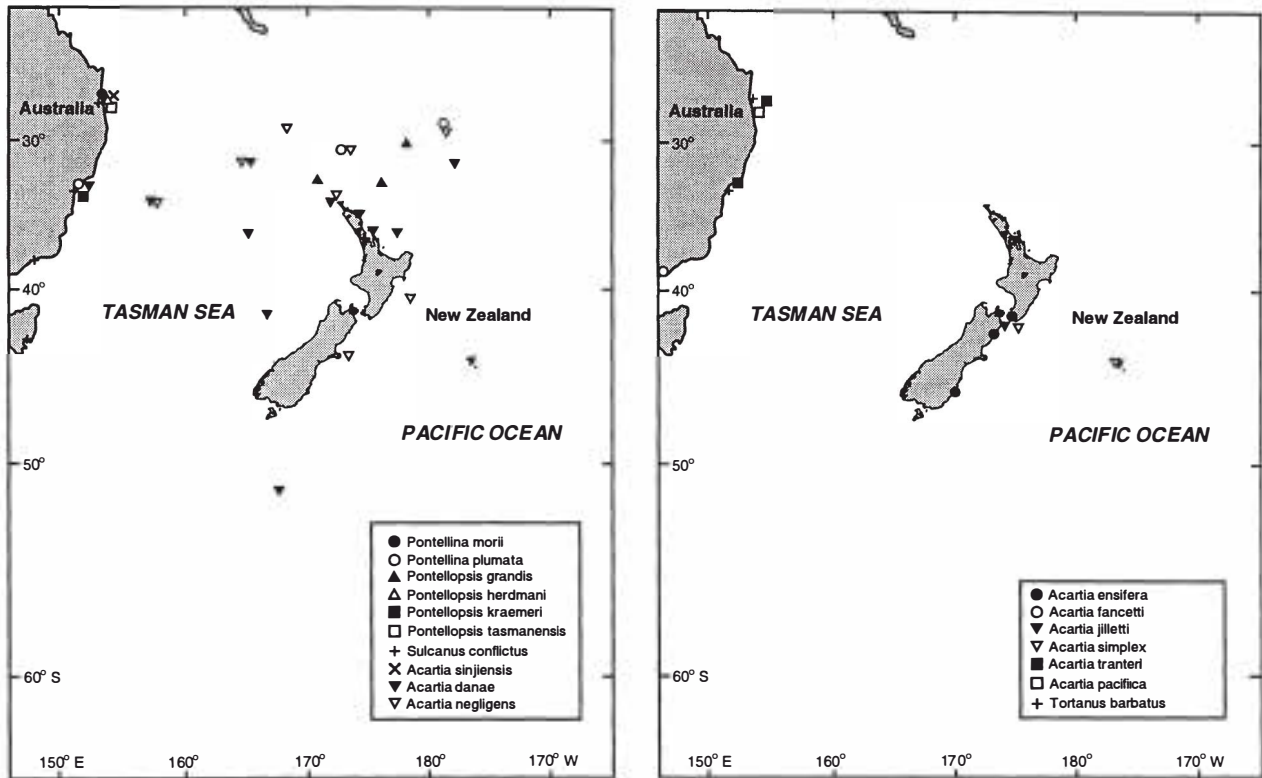 Australia
30°
40°
TASMAN SEA
New Zealand
PACIFIC OCEAN
50°
60° S
Pontellina morii
Pontellina plumata
Pontellopsis grandis
Pontellopsis herdmani
Pontellopsis kraemeri
Pontellopsis tasmanensis
Sulcanus conflictus
Acartia sinjiensis
Acartia danae
Acartia negligens
150° E
160°
170°
180°
170° W
Australia
30°
40°
TASMAN SEA
New Zealand
PACIFIC OCEAN
50°
60° S
Acartia ensifera
Acartia fancetti
Acartia jilletti
Acartia simplex
Acartia tranteri
Acartia pacifiica
Tortanus barbatus
150° E
160°
170°
180°
170° W